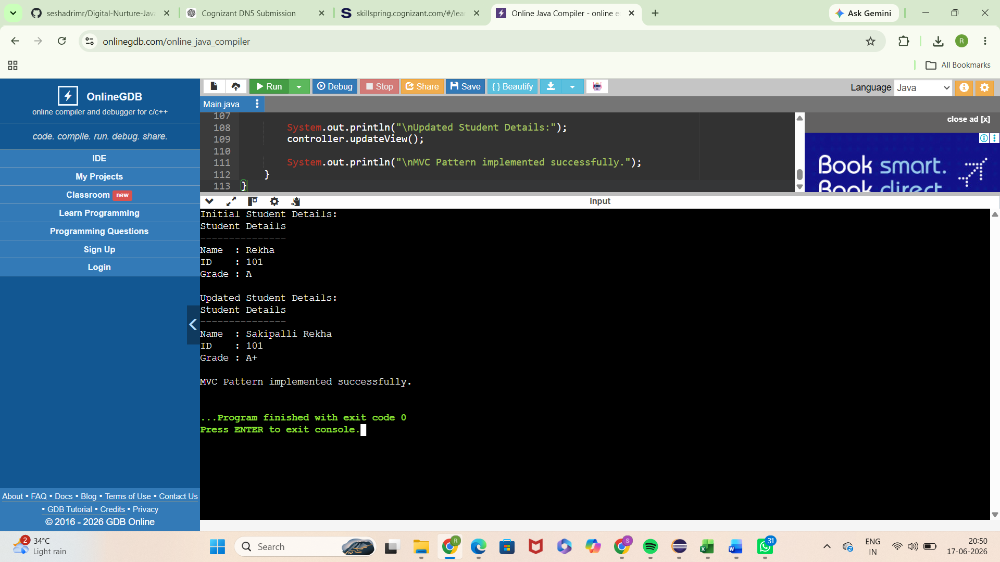 seshadrimr/Digital-Nurture-Java
Cognizant DN5 Submission
skillspring.cognizant.com/#/lear
Online Java Compiler - online e
Ask Gemini
onlinegdb.com/online_java_compiler
R
All Bookmarks
OnlineGDB
online compiler and debugger for c/c++
code. compile. run. debug. share.
IDE
My Projects
Classroom new
Learn Programming
Programming Questions
Sign Up
Login
About • FAQ • Docs • Blog • Terms of Use • Contact Us
• GDB Tutorial • Credits • Privacy
© 2016 - 2026 GDB Online
Run
Debug
Stop
Share
Save
{ } Beautify
Language Java
Main.java
107
108 System.out.println("\nUpdated Student Details:");
109 controller.updateView();
110
111 System.out.println("\nMVC Pattern implemented successfully.");
112 }
113 }
close ad [x]
Book smart.
Book direct
input
Initial Student Details:
Student Details
---------------
Name  : Rekha
ID    : 101
Grade : A
Updated Student Details:
Student Details
---------------
Name  : Sakipalli Rekha
ID    : 101
Grade : A+
MVC Pattern implemented successfully.
...Program finished with exit code 0
Press ENTER to exit console.
2
34°C
Light rain
Search
R
S
31
ENG
IN
20:50
17-06-2026